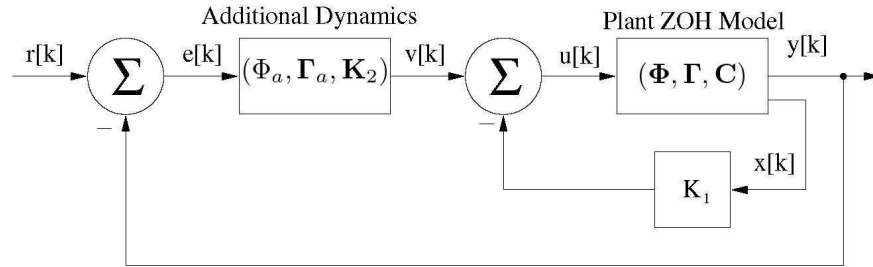 Additional Dynamics
Plant ZOH Model
r[k]
Σ
e[k]
(Φₐ, Γₐ, K₂)
v[k]
Σ
u[k]
(Φ, Γ, C)
y[k]
−
−
x[k]
K₁